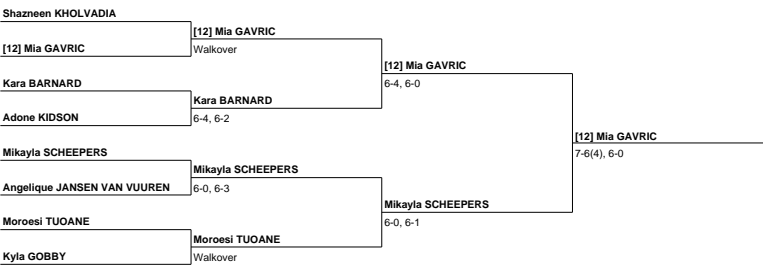 Shazneen KHOLVADIA
[12] Mia GAVRIC
[12] Mia GAVRIC
Walkover
[12] Mia GAVRIC
Kara BARNARD
6-4, 6-0
Kara BARNARD
Adone KIDSON
6-4, 6-2
[12] Mia GAVRIC
Mikayla SCHEEPERS
7-6(4), 6-0
Mikayla SCHEEPERS
Angelique JANSEN VAN VUUREN
6-0, 6-3
Mikayla SCHEEPERS
Moroesi TUOANE
6-0, 6-1
Moroesi TUOANE
Kyla GOBBY
Walkover